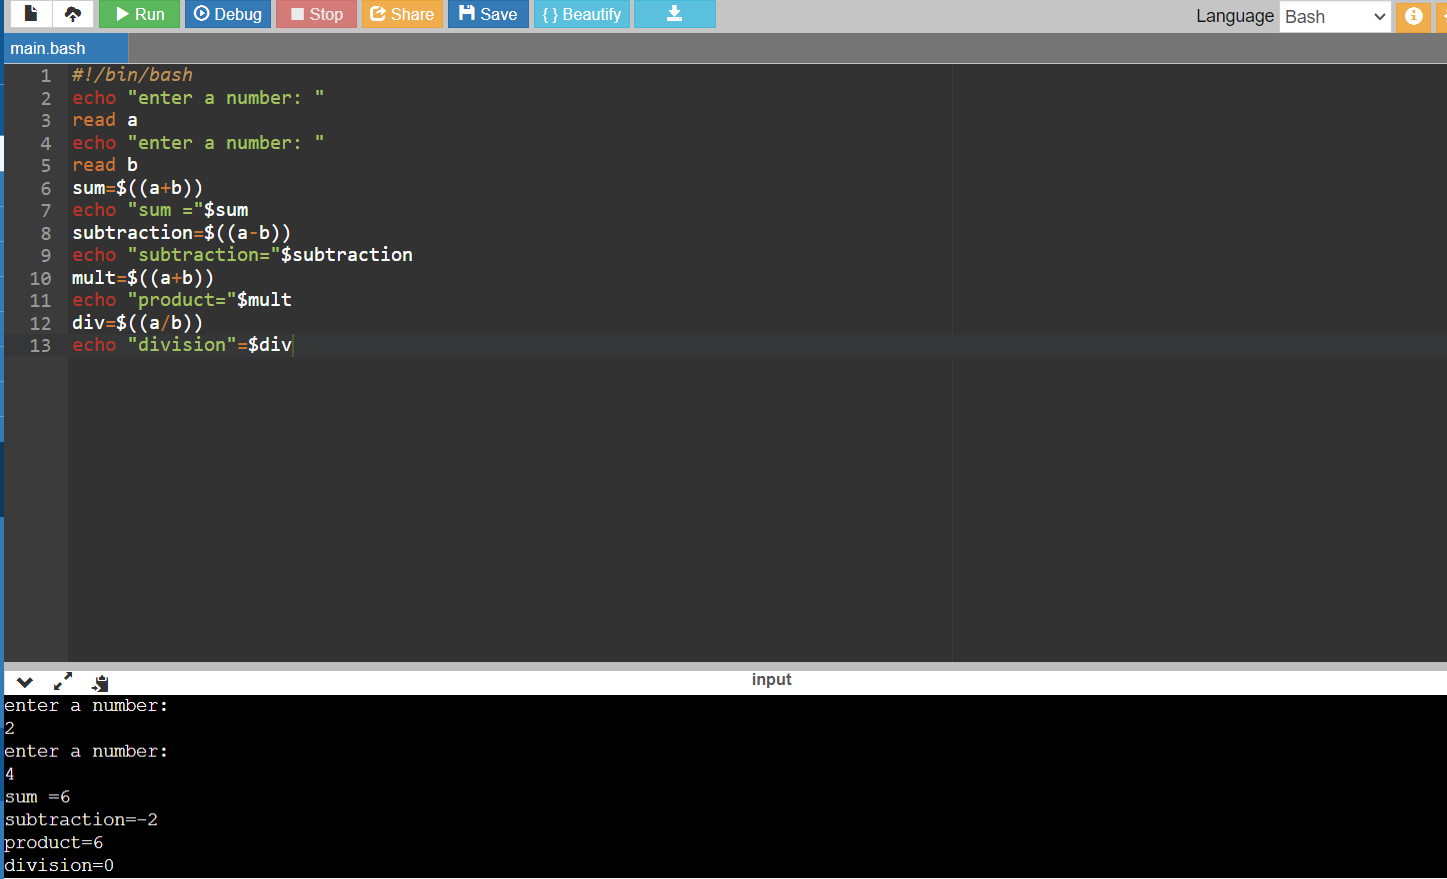 Run Debug Stop Share Save { } Beautify Language Bash
main.bash
1 #!/bin/bash
2 echo "enter a number: "
3 read a
4 echo "enter a number: "
5 read b
6 sum=$((a+b))
7 echo "sum ="$sum
8 subtraction=$((a-b))
9 echo "subtraction="$subtraction
10 mult=$((a+b))
11 echo "product="$mult
12 div=$((a/b))
13 echo "division"=$div
input
enter a number:
2
enter a number:
4
sum =6
subtraction=-2
product=6
division=0